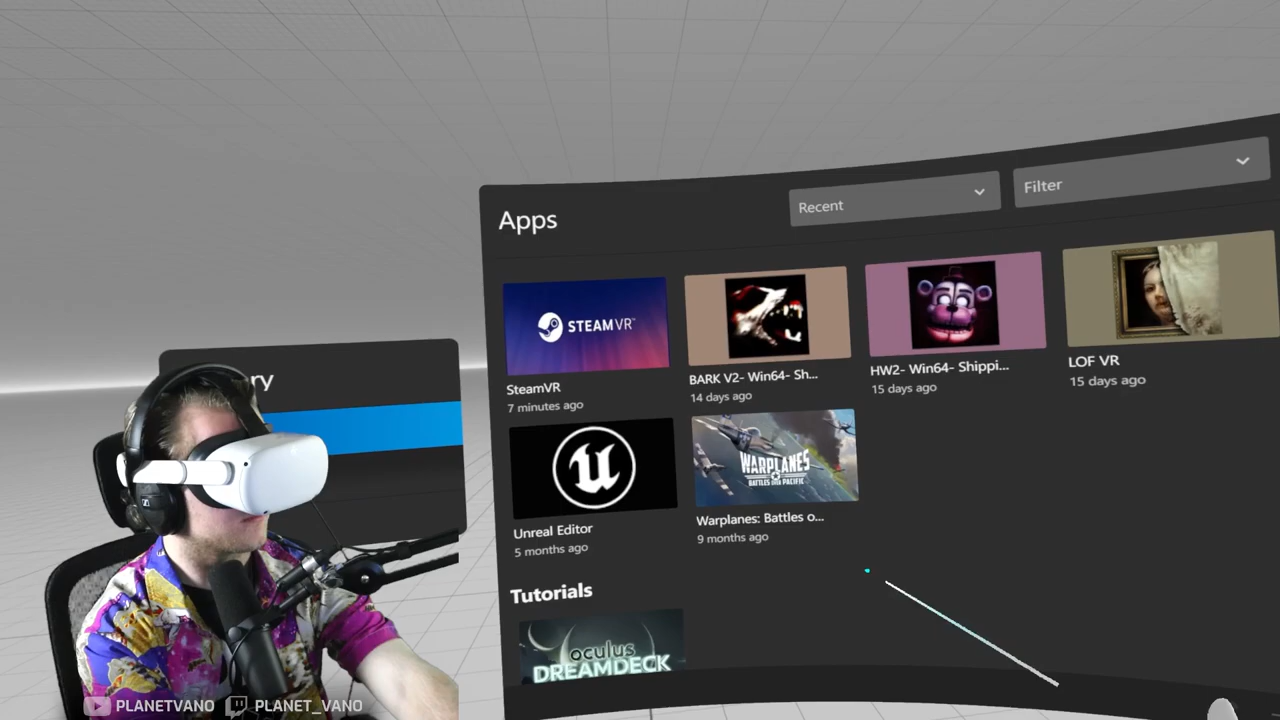 Apps
Recent
Filter
STEAMVR™
SteamVR
7 minutes ago
BARK V2- Win64- Sh...
14 days ago
HW2- Win64- Shippi...
15 days ago
LOF VR
15 days ago
Unreal Editor
5 months ago
WARPLANES
BATTLES OVER PACIFIC
Warplanes: Battles o...
9 months ago
Tutorials
oculus
DREAMDECK
ry
PLANETVANO
PLANET_VANO